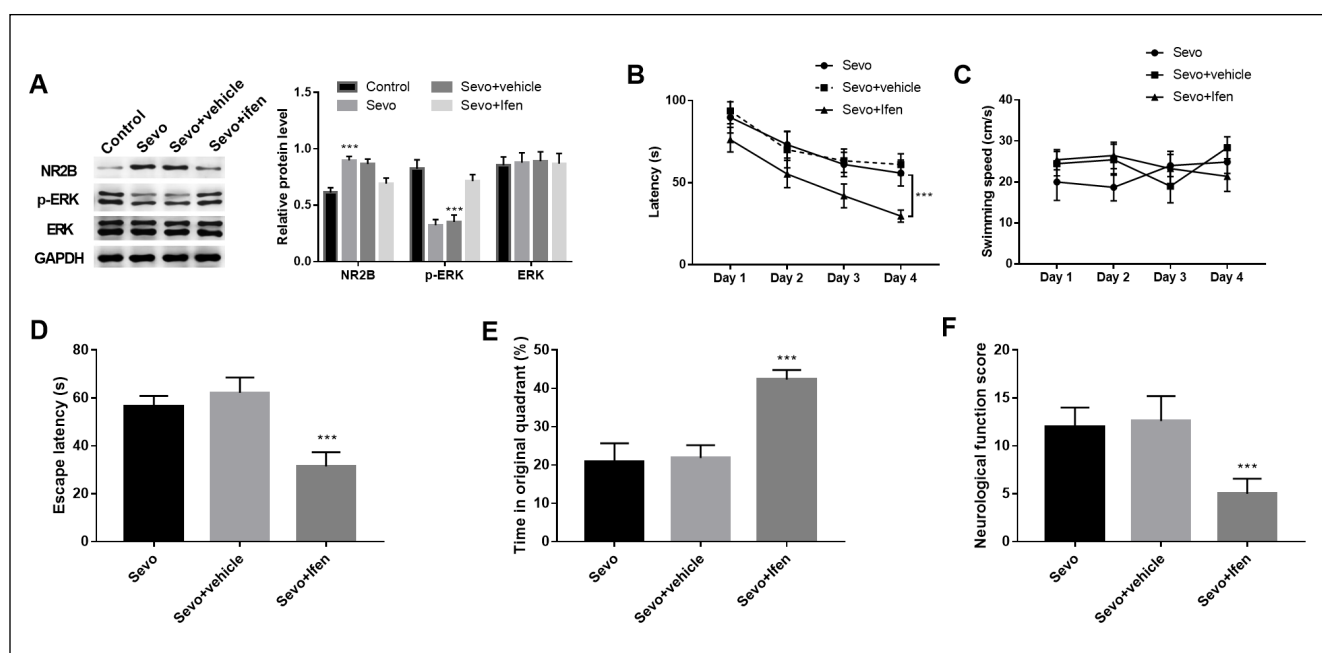 A
Control
Sevo
Sevo+vehicle
Sevo+ifen
NR2B
p-ERK
ERK
GAPDH
Control
Sevo
Sevo+vehicle
Sevo+Ifen
Relative protein level
1.5
1.0
0.5
0.0
***
***
NR2B
p-ERK
ERK
B
Sevo
Sevo+vehicle
Sevo+Ifen
Latency (s)
100
50
0
***
Day 1
Day 2
Day 3
Day 4
C
Sevo
Sevo+vehicle
Sevo+Ifen
Swimming speed (cm/s)
40
30
20
10
0
Day 1
Day 2
Day 3
Day 4
D
Escape latency (s)
80
60
40
20
0
***
Sevo
Sevo+vehicle
Sevo+Ifen
E
Time in original quadrant (%)
50
40
30
20
10
0
***
Sevo
Sevo+vehicle
Sevo+Ifen
F
Neurological function score
20
15
10
5
0
***
Sevo
Sevo+vehicle
Sevo+Ifen